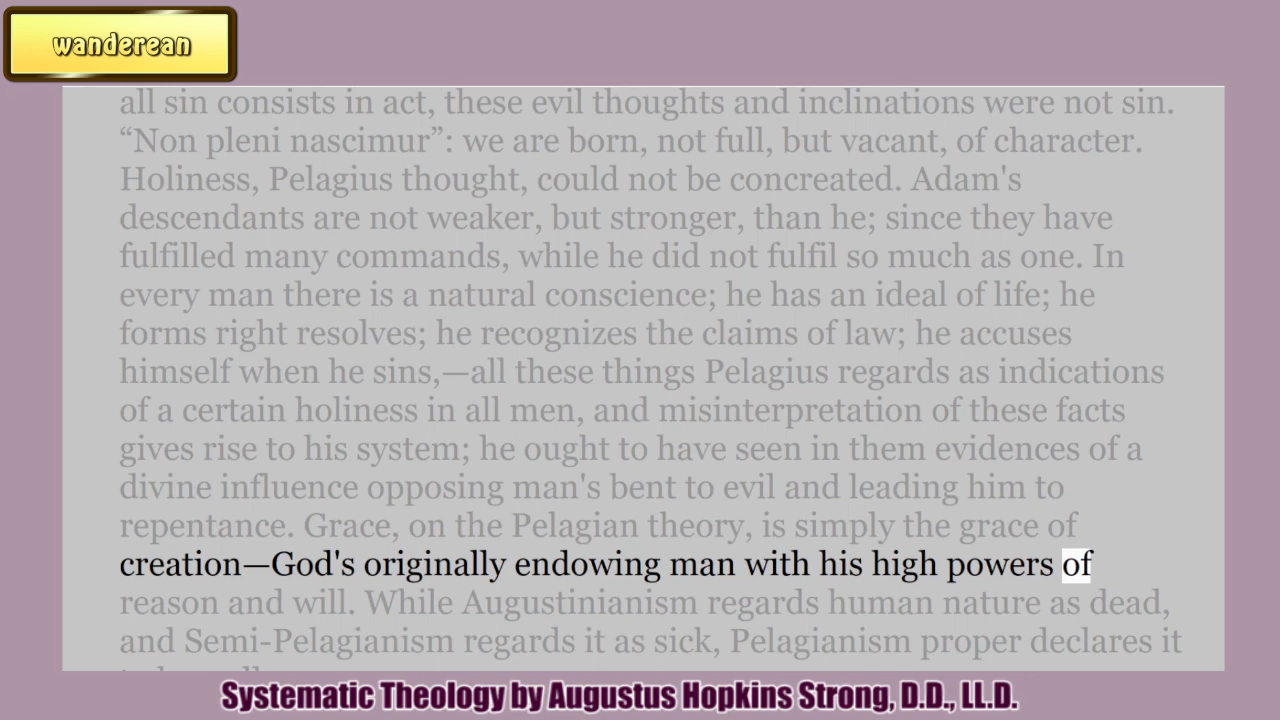 wanderean
all sin consists in act, these evil thoughts and inclinations were not sin.
“Non pleni nascimur”: we are born, not full, but vacant, of character.
Holiness, Pelagius thought, could not be concreated. Adam's
descendants are not weaker, but stronger, than he; since they have
fulfilled many commands, while he did not fulfil so much as one. In
every man there is a natural conscience; he has an ideal of life; he
forms right resolves; he recognizes the claims of law; he accuses
himself when he sins,—all these things Pelagius regards as indications
of a certain holiness in all men, and misinterpretation of these facts
gives rise to his system; he ought to have seen in them evidences of a
divine influence opposing man's bent to evil and leading him to
repentance. Grace, on the Pelagian theory, is simply the grace of
creation—God's originally endowing man with his high powers of
reason and will. While Augustinianism regards human nature as dead,
and Semi-Pelagianism regards it as sick, Pelagianism proper declares it
Systematic Theology by Augustus Hopkins Strong, D.D., LL.D.